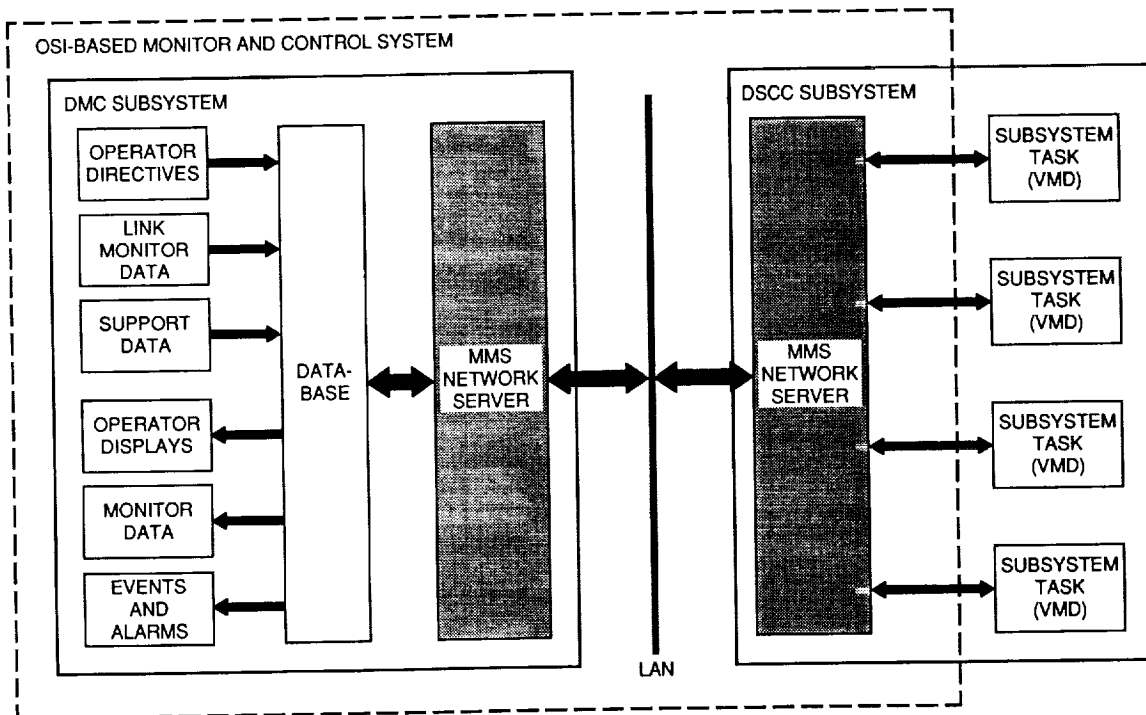 OSI-BASED MONITOR AND CONTROL SYSTEM
DMC SUBSYSTEM
OPERATOR
DIRECTIVES
LINK
MONITOR
DATA
SUPPORT
DATA
OPERATOR
DISPLAYS
MONITOR
DATA
EVENTS
AND
ALARMS
DATA-
BASE
MMS
NETWORK
SERVER
LAN
DSCC SUBSYSTEM
MMS
NETWORK
SERVER
SUBSYSTEM
TASK
(VMD)
SUBSYSTEM
TASK
(VMD)
SUBSYSTEM
TASK
(VMD)
SUBSYSTEM
TASK
(VMD)